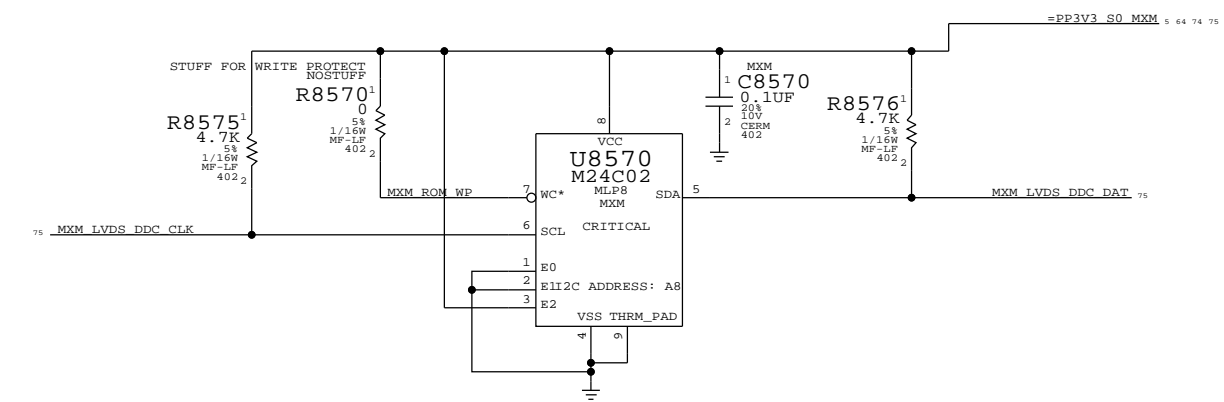 =PP3V3_S0_MXM 5 64 74 75
STUFF FOR WRITE PROTECT
NOSTUFF
R8570 1
0
5%
1/16W
MF-LF
402 2
R8575 1
4.7K
5%
1/16W
MF-LF
402 2
MXM
1 C8570
0.1UF
20%
10V
CERM
402
2
R8576 1
4.7K
5%
1/16W
MF-LF
402 2
8
VCC
U8570
M24C02
MLP8
MXM
CRITICAL
MXM_ROM_WP 7 WC*
SDA 5 MXM_LVDS_DDC_DAT 75
75 MXM_LVDS_DDC_CLK 6 SCL
1 E0
2 E1 I2C ADDRESS: A8
3 E2
VSS THRM_PAD
4 9